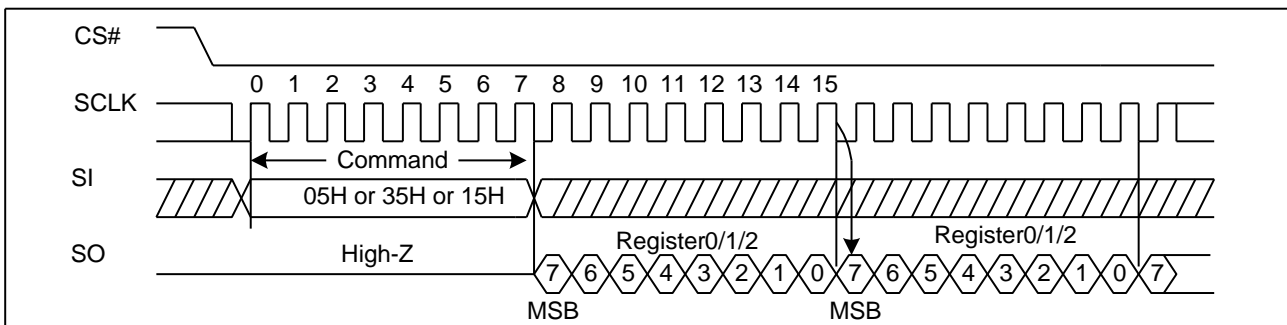 CS#
0 1 2 3 4 5 6 7 8 9 10 11 12 13 14 15
SCLK
Command
SI
05H or 35H or 15H
Register0/1/2 Register0/1/2
SO
High-Z
7 6 5 4 3 2 1 0 7 6 5 4 3 2 1 0 7
MSB MSB